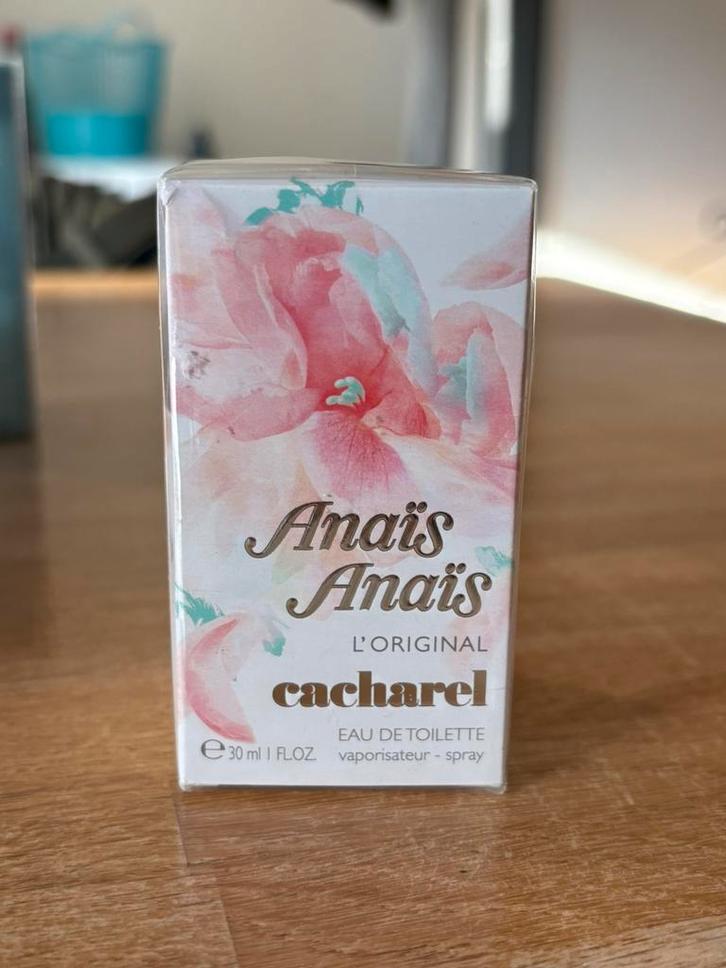 Anaïs
Anaïs
L'ORIGINAL
cacharel
EAU DE TOILETTE
℮ 30 ml 1 FL.OZ. vaporisateur - spray